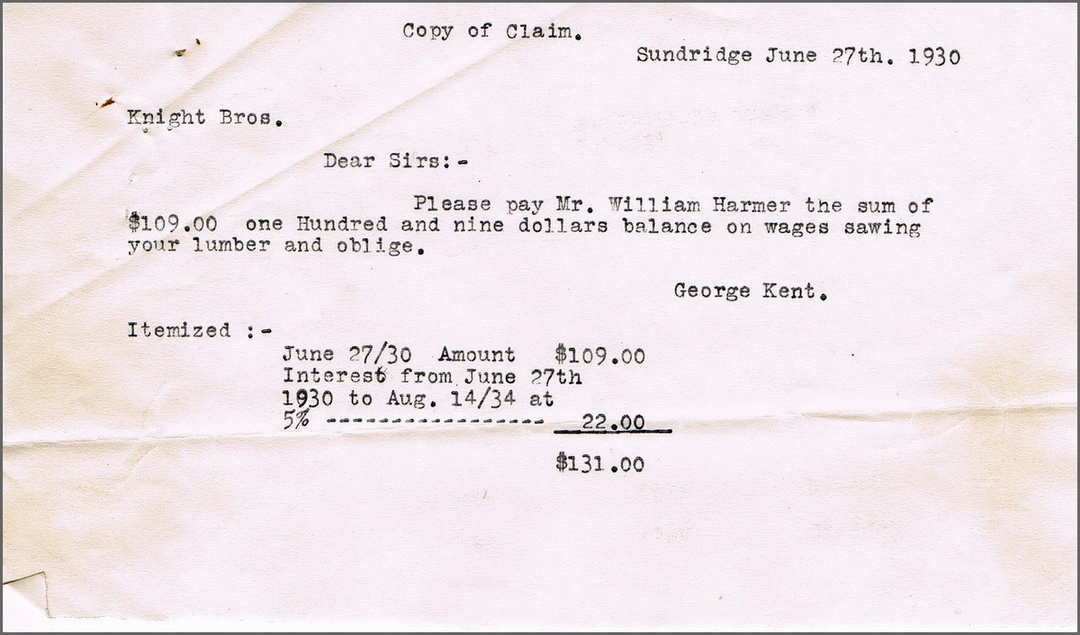 Copy of Claim.
Sundridge June 27th. 1930
Knight Bros.
Dear Sirs:-
Please pay Mr. William Harmer the sum of
$109.00 one Hundred and nine dollars balance on wages sawing
your lumber and oblige.
George Kent.
Itemized :-
June 27/30 Amount $109.00
Interest from June 27th
1930 to Aug. 14/34 at
5% ----------------- 22.00
$131.00